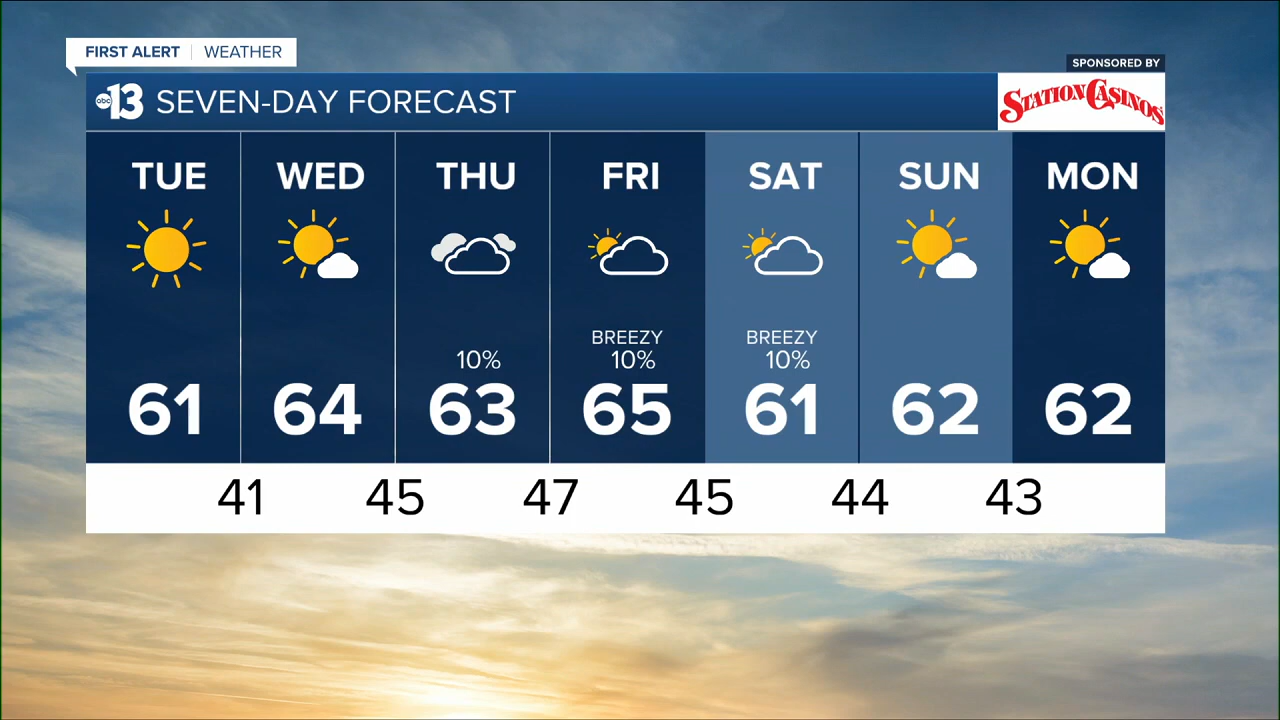 FIRST ALERT | WEATHER
SPONSORED BY
abc 13 SEVEN-DAY FORECAST
STATION CASINOS
TUE WED THU FRI SAT SUN MON
BREEZY BREEZY
10% 10% 10%
61 64 63 65 61 62 62
41 45 47 45 44 43